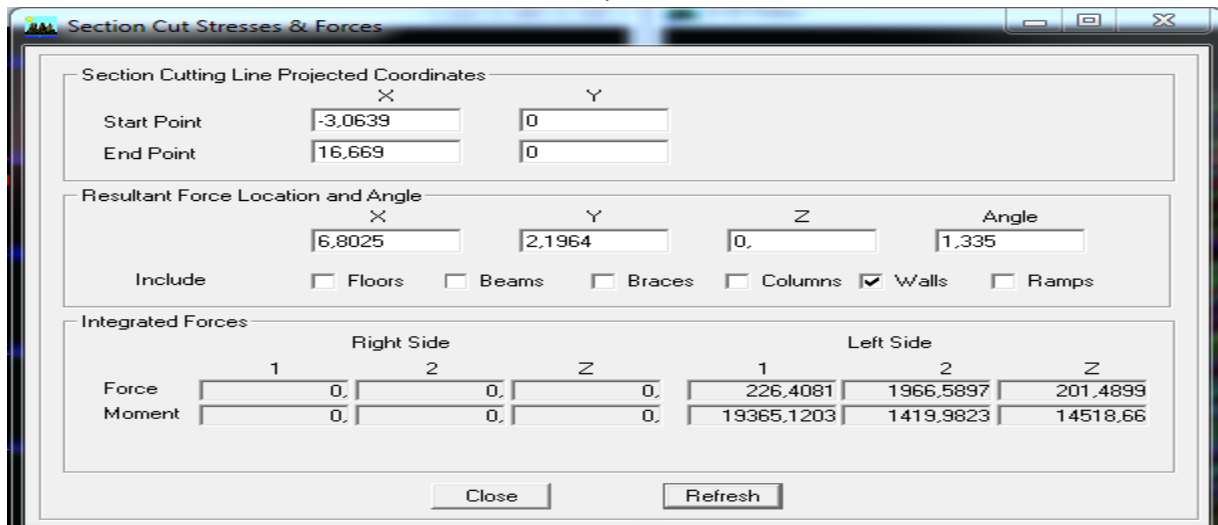 Section Cut Stresses & Forces
Section Cutting Line Projected Coordinates
X Y
Start Point -3,0639 0
End Point 16,669 0
Resultant Force Location and Angle
X Y Z Angle
6,8025 2,1964 0, 1,335
Include Floors Beams Braces Columns Walls Ramps
Integrated Forces
Right Side Left Side
1 2 Z 1 2 Z
Force 0, 0, 0, 226,4081 1966,5897 201,4899
Moment 0, 0, 0, 19365,1203 1419,9823 14518,66
Close Refresh